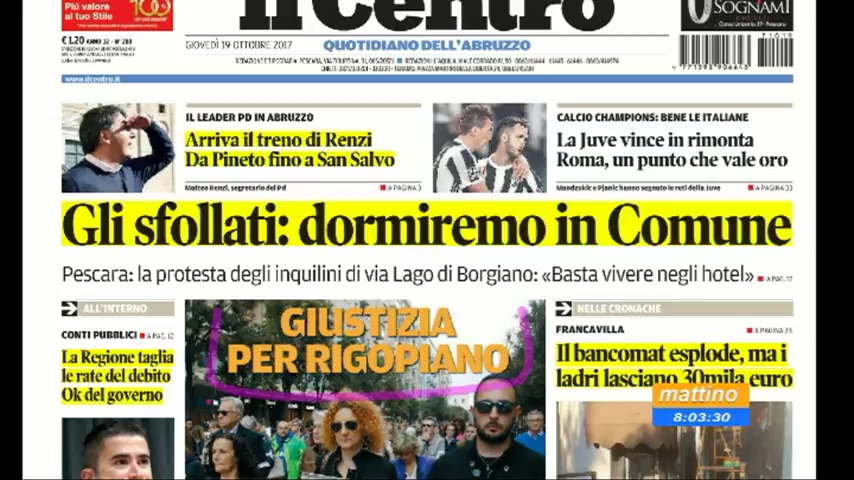 Più valore
al tuo Stile
100
Il Centro
SOGNAMI
€ 1,20 ANNO 32 - N° 288
GIOVEDÌ 19 OTTOBRE 2017
QUOTIDIANO DELL'ABRUZZO
www.ilcentro.it
IL LEADER PD IN ABRUZZO
Arriva il treno di Renzi
Da Pineto fino a San Salvo
Matteo Renzi, segretario del Pd
A PAGINA 3
CALCIO CHAMPIONS: BENE LE ITALIANE
La Juve vince in rimonta
Roma, un punto che vale oro
Mandzukic e Pjanic hanno segnato le reti della Juve
A PAGINA 33
Gli sfollati: dormiremo in Comune
Pescara: la protesta degli inquilini di via Lago di Borgiano: «Basta vivere negli hotel»
A PAG. 17
ALL'INTERNO
CONTI PUBBLICI
A PAG. 12
La Regione taglia
le rate del debito
Ok del governo
GIUSTIZIA
PER RIGOPIANO
NELLE CRONACHE
FRANCAVILLA
A PAGINA 23
Il bancomat esplode, ma i
ladri lasciano 30mila euro
mattino
8:03:30